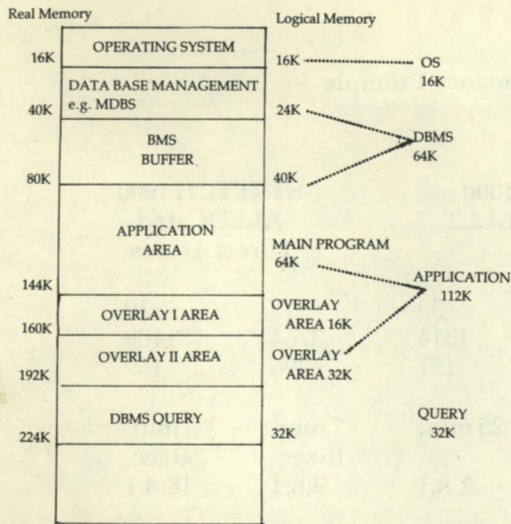 Real Memory
Logical Memory
OPERATING SYSTEM
16K
16K
OS
16K
DATA BASE MANAGEMENT
e.g. MDBS
40K
24K
BMS
BUFFER
DBMS
64K
80K
40K
APPLICATION
AREA
MAIN PROGRAM
64K
APPLICATION
112K
144K
OVERLAY I AREA
OVERLAY
AREA 16K
160K
OVERLAY II AREA
OVERLAY
AREA 32K
192K
DBMS QUERY
QUERY
32K
32K
224K